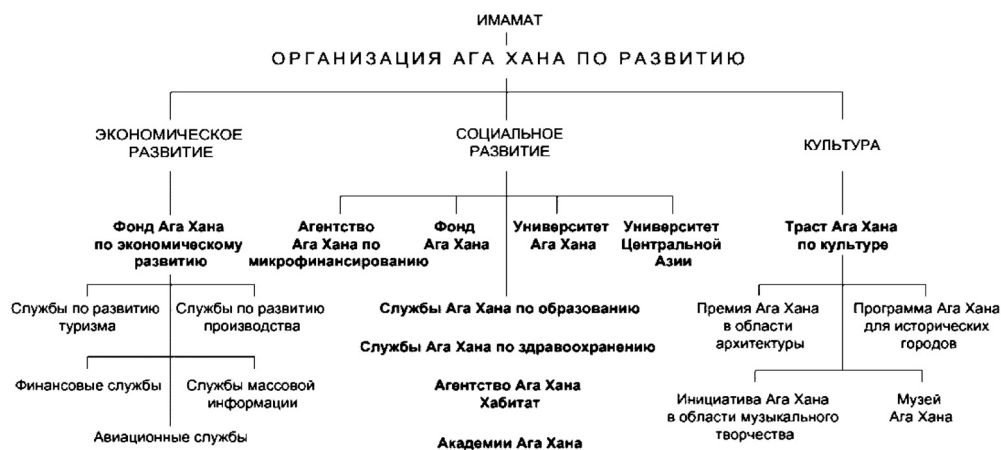 ИМАМАТ
ОРГАНИЗАЦИЯ АГА ХАНА ПО РАЗВИТИЮ
ЭКОНОМИЧЕСКОЕ
РАЗВИТИЕ
СОЦИАЛЬНОЕ
РАЗВИТИЕ
КУЛЬТУРА
Фонд Ага Хана
по экономическому
развитию
Агентство
Ага Хана по
микрофинансированию
Фонд
Ага Хана
Университет
Ага Хана
Университет
Центральной
Азии
Траст Ага Хана
по культуре
Службы по развитию
туризма
Службы по развитию
производства
Финансовые службы
Службы массовой
информации
Авиационные службы
Службы Ага Хана по образованию
Службы Ага Хана по здравоохранению
Агентство Ага Хана
Хабитат
Академии Ага Хана
Премия Ага Хана
в области
архитектуры
Программа Ага Хана
для исторических
городов
Инициатива Ага Хана
в области музыкального
творчества
Музей
Ага Хана